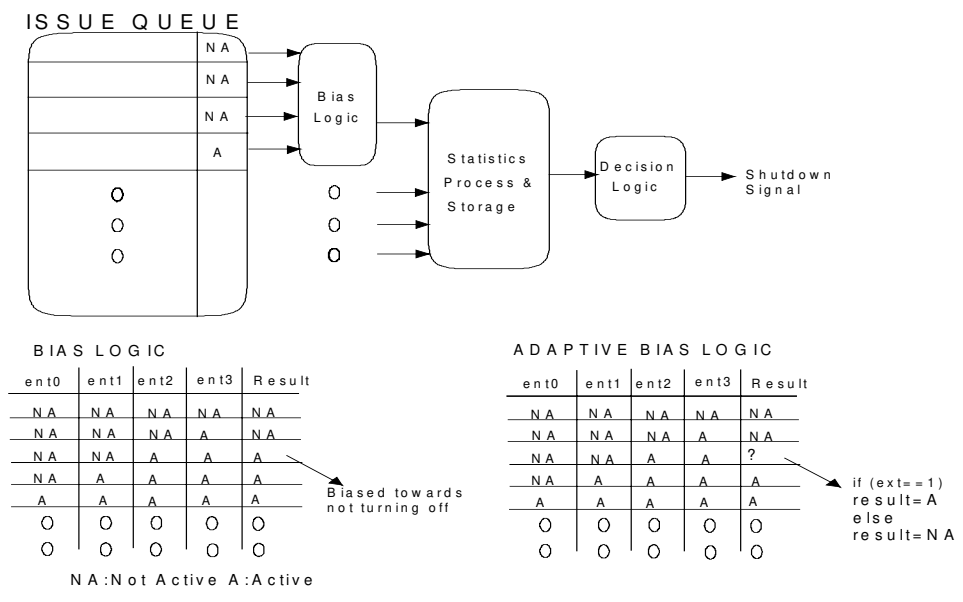 ISSUE QUEUE
NA
NA
NA
A
Bias
Logic
Statistics
Process &
Storage
Decision
Logic
Shutdown
Signal
BIAS LOGIC
ent0 ent1 ent2 ent3 Result
NA NA NA NA NA
NA NA NA A NA
NA NA A A A
NA A A A A
A A A A A
Biased towards
not turning off
NA:Not Active A:Active
ADAPTIVE BIAS LOGIC
ent0 ent1 ent2 ent3 Result
NA NA NA NA NA
NA NA NA A NA
NA NA A A ?
NA A A A A
A A A A A
if (ext==1)
result=A
else
result=NA